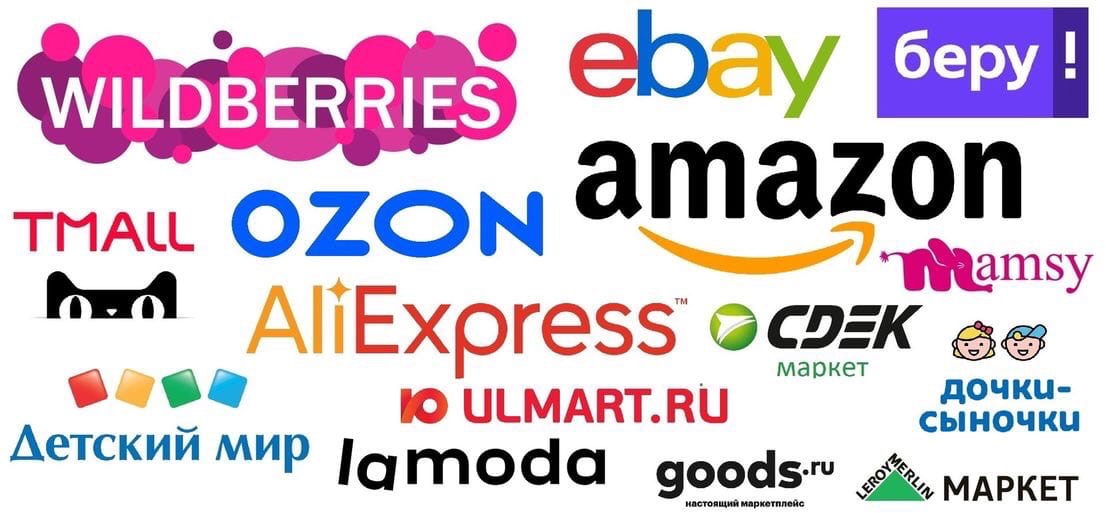 WILDBERRIES
ebay
беру!
amazon
TMALL
OZON
mamsy
AliExpress™
CDEK
маркет
ULMART.RU
дочки-
сыночки
Детский мир
lamoda
goods.ru
настоящий маркетплейс
LEROY MERLIN
МАРКЕТ